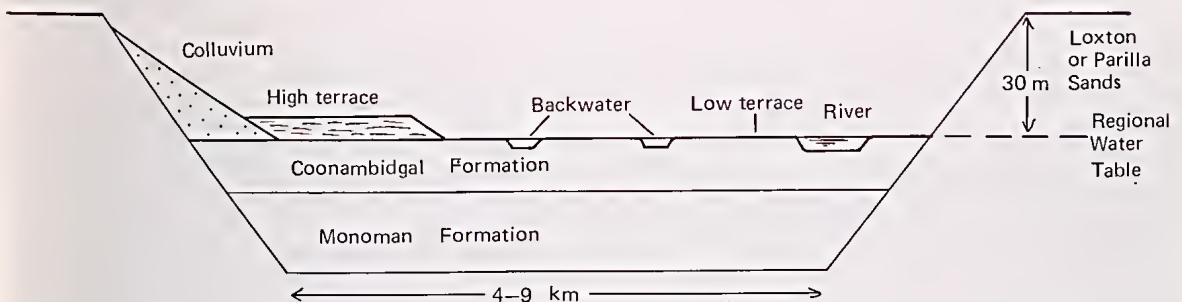 Colluvium
High terrace
Backwater
Low terrace
River
Loxton
or Parilla
Sands
30 m
Regional
Water
Table
Coonambidgal Formation
Monoman Formation
4–9 km